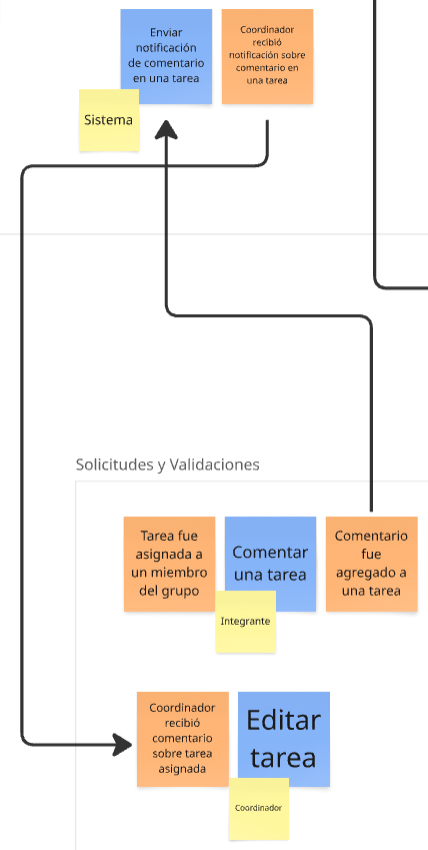 Enviar
notificación
de comentario
en una tarea
Coordinador
recibió
notificación sobre
comentario en
una tarea
Sistema
Solicitudes y Validaciones
Tarea fue
asignada a
un miembro
del grupo
Comentar
una tarea
Comentario
fue
agregado a
una tarea
Integrante
Coordinador
recibió
comentario
sobre tarea
asignada
Editar
tarea
Coordinador